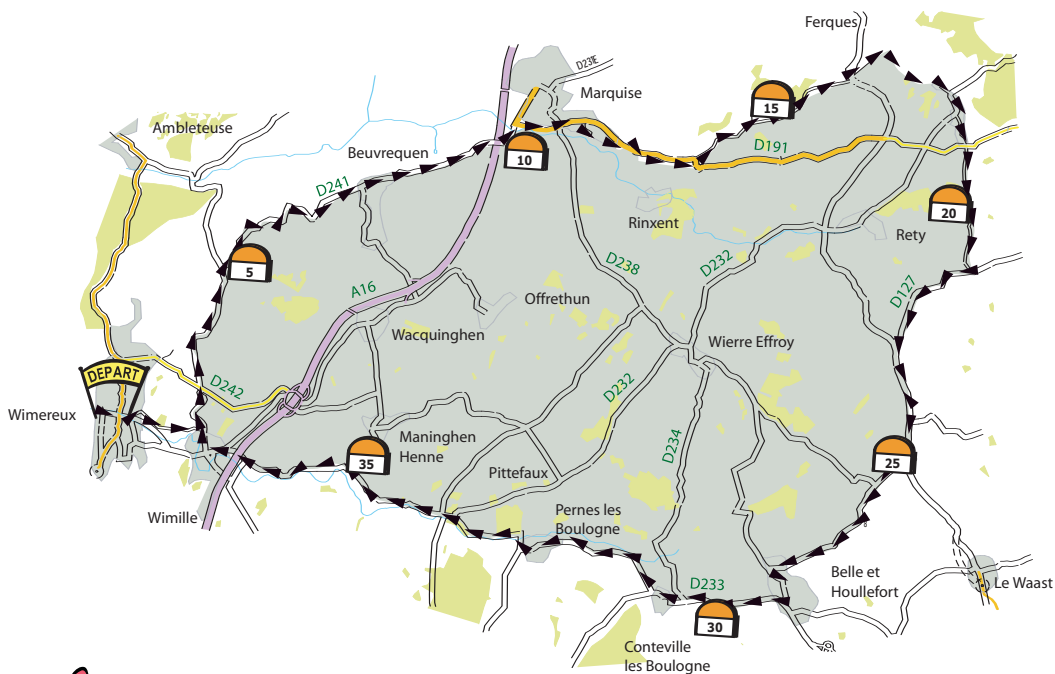 Ferques
D231E
Marquise
15
Ambleteuse
Beuvrequen
10
D191
D241
Rinxent
20
Rety
5
D238
D232
A16
Offrethun
D127
Wacquinghen
Wierre Effroy
DEPART
D242
D232
Wimereux
Maninghen
Henne
35
D234
25
Pittefaux
Wimille
Pernes les
Boulogne
Belle et
Houllefort
Le Waast
D233
30
Conteville
les Boulogne